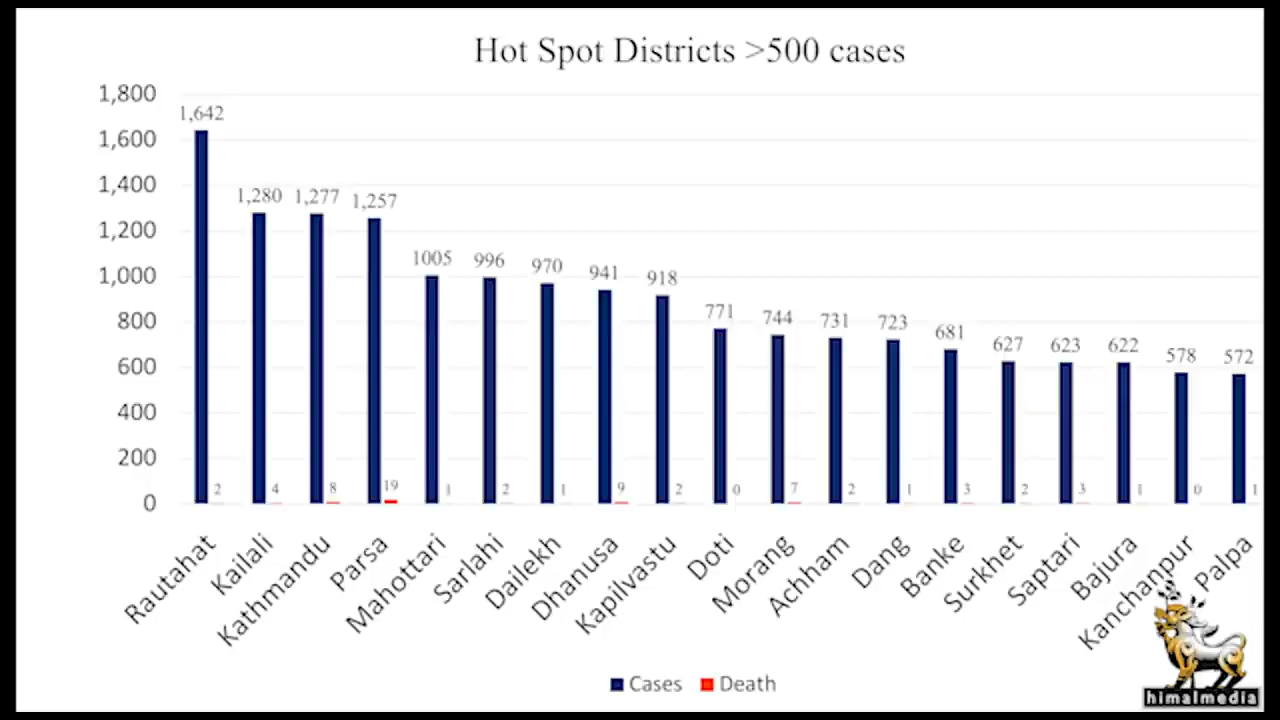 Hot Spot Districts >500 cases
1,800
1,600
1,400
1,200
1,000
800
600
400
200
0
1,642
1,280
1,277
1,257
1005
996
970
941
918
771
744
731
723
681
627
623
622
578
572
2
4
8
19
1
2
1
9
2
0
7
2
1
3
2
3
1
0
1
Rautahat
Kailali
Kathmandu
Parsa
Mahottari
Sarlahi
Dailekh
Dhanusa
Kapilvastu
Doti
Morang
Achham
Dang
Banke
Surkhet
Saptari
Bajura
Kanchanpur
Palpa
Cases
Death
himalmedia